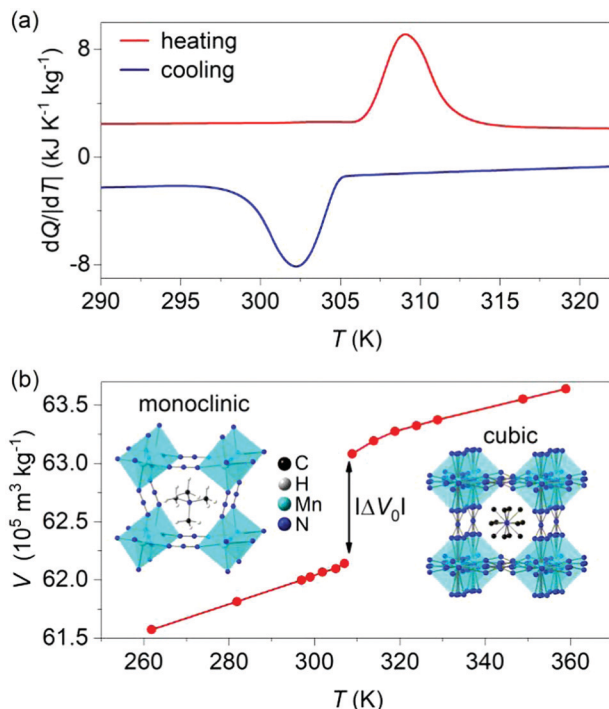 (a)
heating
cooling
8
0
-8
dQ/|dT| (kJ K⁻¹ kg⁻¹)
290 295 300 305 310 315 320
T (K)
(b)
63.5
63.0
62.5
62.0
61.5
V (10⁵ m³ kg⁻¹)
monoclinic
C
H
Mn
N
|ΔV₀|
cubic
260 280 300 320 340 360
T (K)